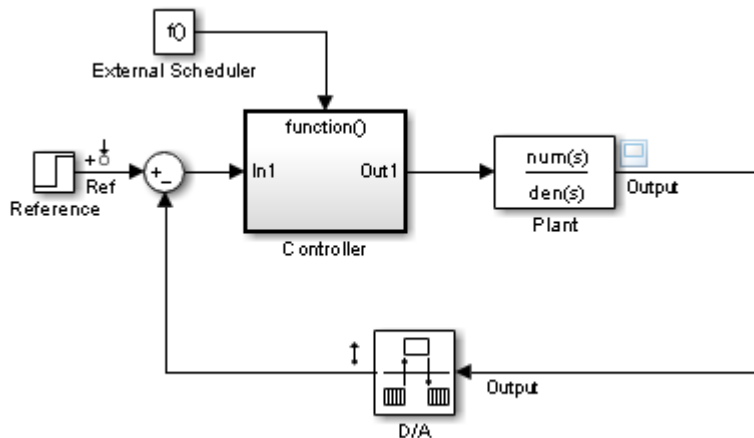 f()
External Scheduler
function()
In1
Out1
num(s)
den(s)
Output
Plant
Controller
+
Ref
Reference
+
-
Output
D/A